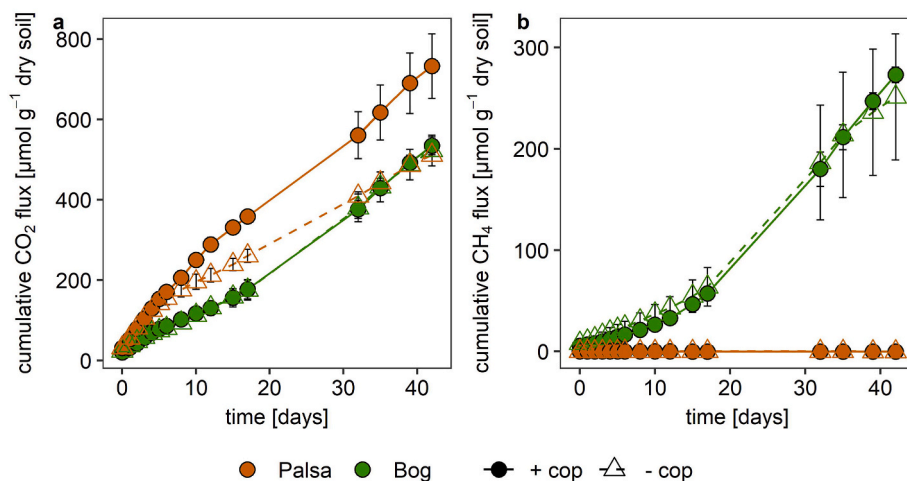 a
b
cumulative CO₂ flux [µmol g⁻¹ dry soil]
800
600
400
200
0
0
10
20
30
40
time [days]
cumulative CH₄ flux [µmol g⁻¹ dry soil]
300
200
100
0
0
10
20
30
40
time [days]
Palsa Bog + cop - cop